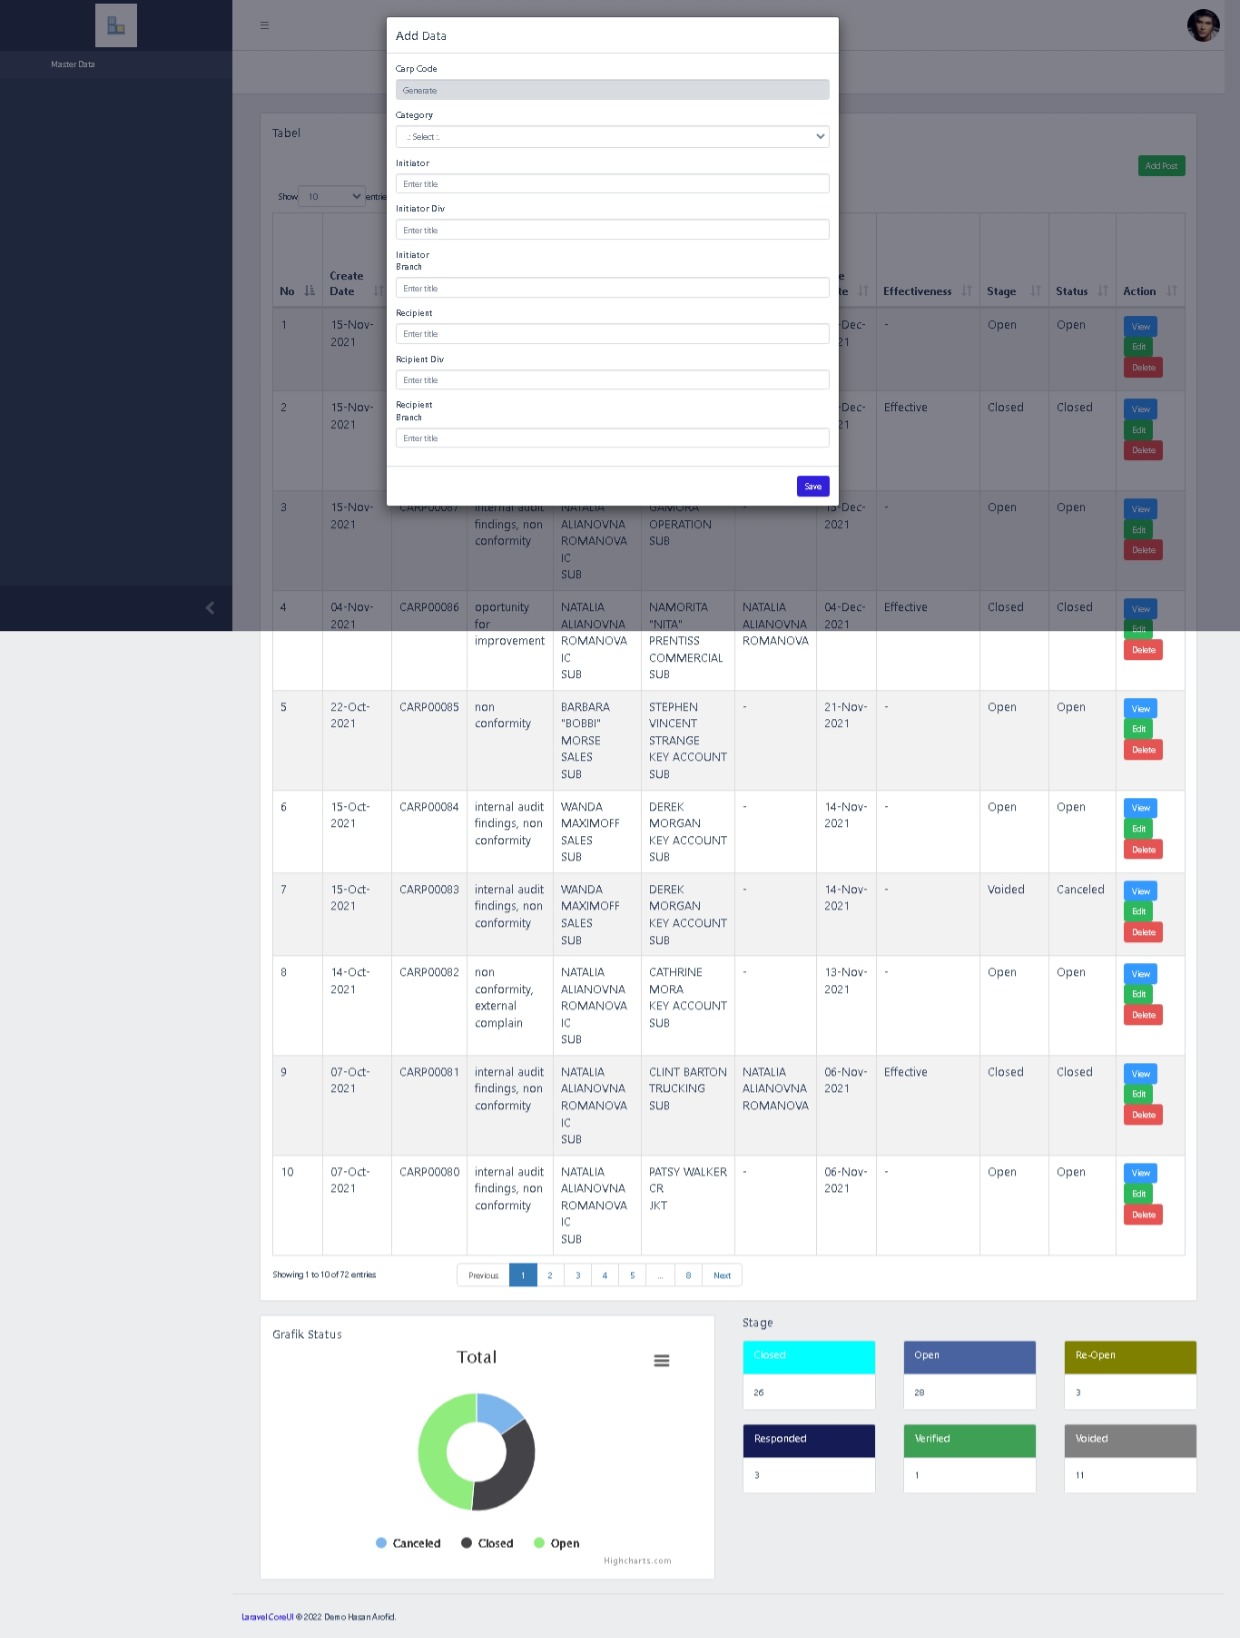 Master Data
Add Data
Carp Code
Generate
Category
.: Select :.
Initiator
Enter title
Initiator Div
Enter title
Initiator
Branch
Enter title
Recipient
Enter title
Rcipient Div
Enter title
Recipient
Branch
Enter title
Save
Tabel
Add Post
Show 10 entrie
No
Create
Date
Effectiveness
Stage
Status
Action
1
15-Nov-
2021
-
Open
Open
View
Edit
Delete
2
15-Nov-
2021
Effective
Closed
Closed
View
Edit
Delete
3
15-Nov-
2021
CARP00087
internal audit
findings, non
conformity
NATALIA
ALIANOVNA
ROMANOVA
IC
SUB
GAMORA
OPERATION
SUB
-
15-Dec-
2021
-
Open
Open
View
Edit
Delete
4
04-Nov-
2021
CARP00086
oportunity
for
improvement
NATALIA
ALIANOVNA
ROMANOVA
IC
SUB
NAMORITA
"NITA"
PRENTISS
COMMERCIAL
SUB
NATALIA
ALIANOVNA
ROMANOVA
04-Dec-
2021
Effective
Closed
Closed
View
Edit
Delete
5
22-Oct-
2021
CARP00085
non
conformity
BARBARA
"BOBBI"
MORSE
SALES
SUB
STEPHEN
VINCENT
STRANGE
KEY ACCOUNT
SUB
-
21-Nov-
2021
-
Open
Open
View
Edit
Delete
6
15-Oct-
2021
CARP00084
internal audit
findings, non
conformity
WANDA
MAXIMOFF
SALES
SUB
DEREK
MORGAN
KEY ACCOUNT
SUB
-
14-Nov-
2021
-
Open
Open
View
Edit
Delete
7
15-Oct-
2021
CARP00083
internal audit
findings, non
conformity
WANDA
MAXIMOFF
SALES
SUB
DEREK
MORGAN
KEY ACCOUNT
SUB
-
14-Nov-
2021
-
Voided
Canceled
View
Edit
Delete
8
14-Oct-
2021
CARP00082
non
conformity,
external
complain
NATALIA
ALIANOVNA
ROMANOVA
IC
SUB
CATHRINE
MORA
KEY ACCOUNT
SUB
-
13-Nov-
2021
-
Open
Open
View
Edit
Delete
9
07-Oct-
2021
CARP00081
internal audit
findings, non
conformity
NATALIA
ALIANOVNA
ROMANOVA
IC
SUB
CLINT BARTON
TRUCKING
SUB
NATALIA
ALIANOVNA
ROMANOVA
06-Nov-
2021
Effective
Closed
Closed
View
Edit
Delete
10
07-Oct-
2021
CARP00080
internal audit
findings, non
conformity
NATALIA
ALIANOVNA
ROMANOVA
IC
SUB
PATSY WALKER
CR
JKT
-
06-Nov-
2021
-
Open
Open
View
Edit
Delete
Showing 1 to 10 of 72 entries
Previous 1 2 3 4 5 ... 8 Next
Grafik Status
Total
Canceled Closed Open
Highcharts.com
Stage
Closed
26
Open
28
Re-Open
3
Responded
3
Verified
1
Voided
11
Laravel CoreUI © 2022 Demo Hasan Arofid.